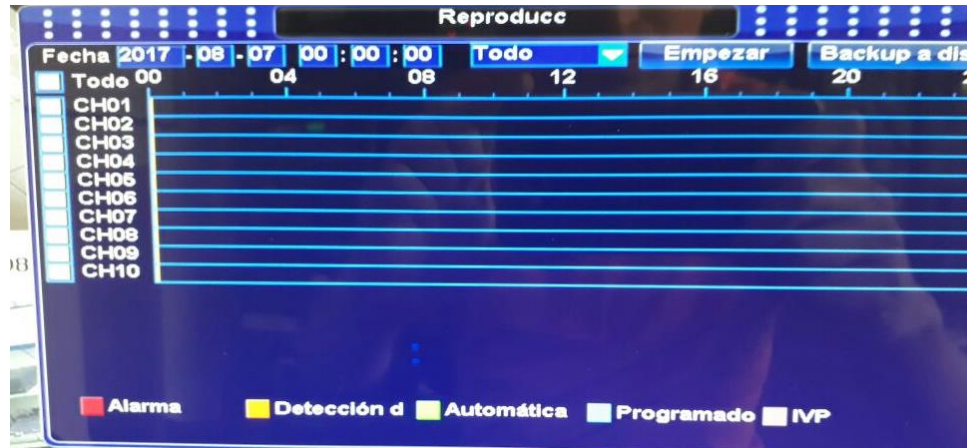 Reproducc
Fecha 2017 - 08 - 07 00 : 00 : 00 Todo Empezar Backup a dis
Todo 00 04 08 12 16 20 2
CH01
CH02
CH03
CH04
CH05
CH06
CH07
CH08
CH09
CH10
Alarma Detección d Automática Programado IVP